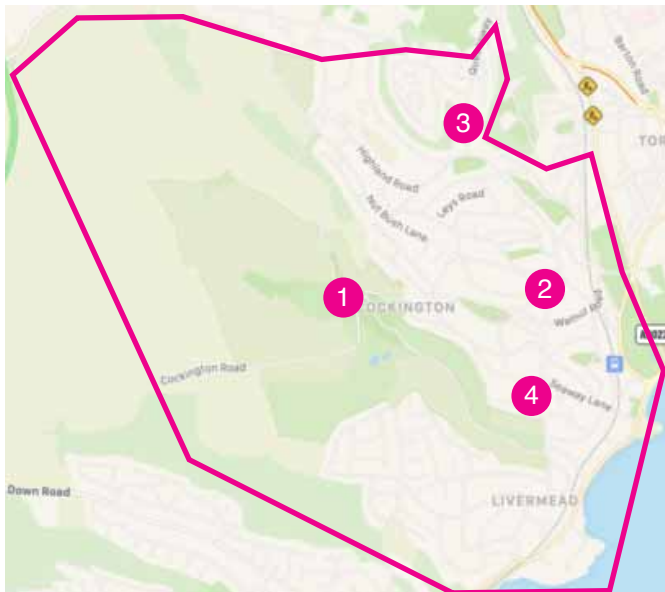 Barton Road
3
TOR
Highland Road
Leys Road
Nut Bush Lane
1
OCKINGTON
2
Walnut Road
Cockington Road
4
Seaway Lane
Down Road
LIVERMEAD